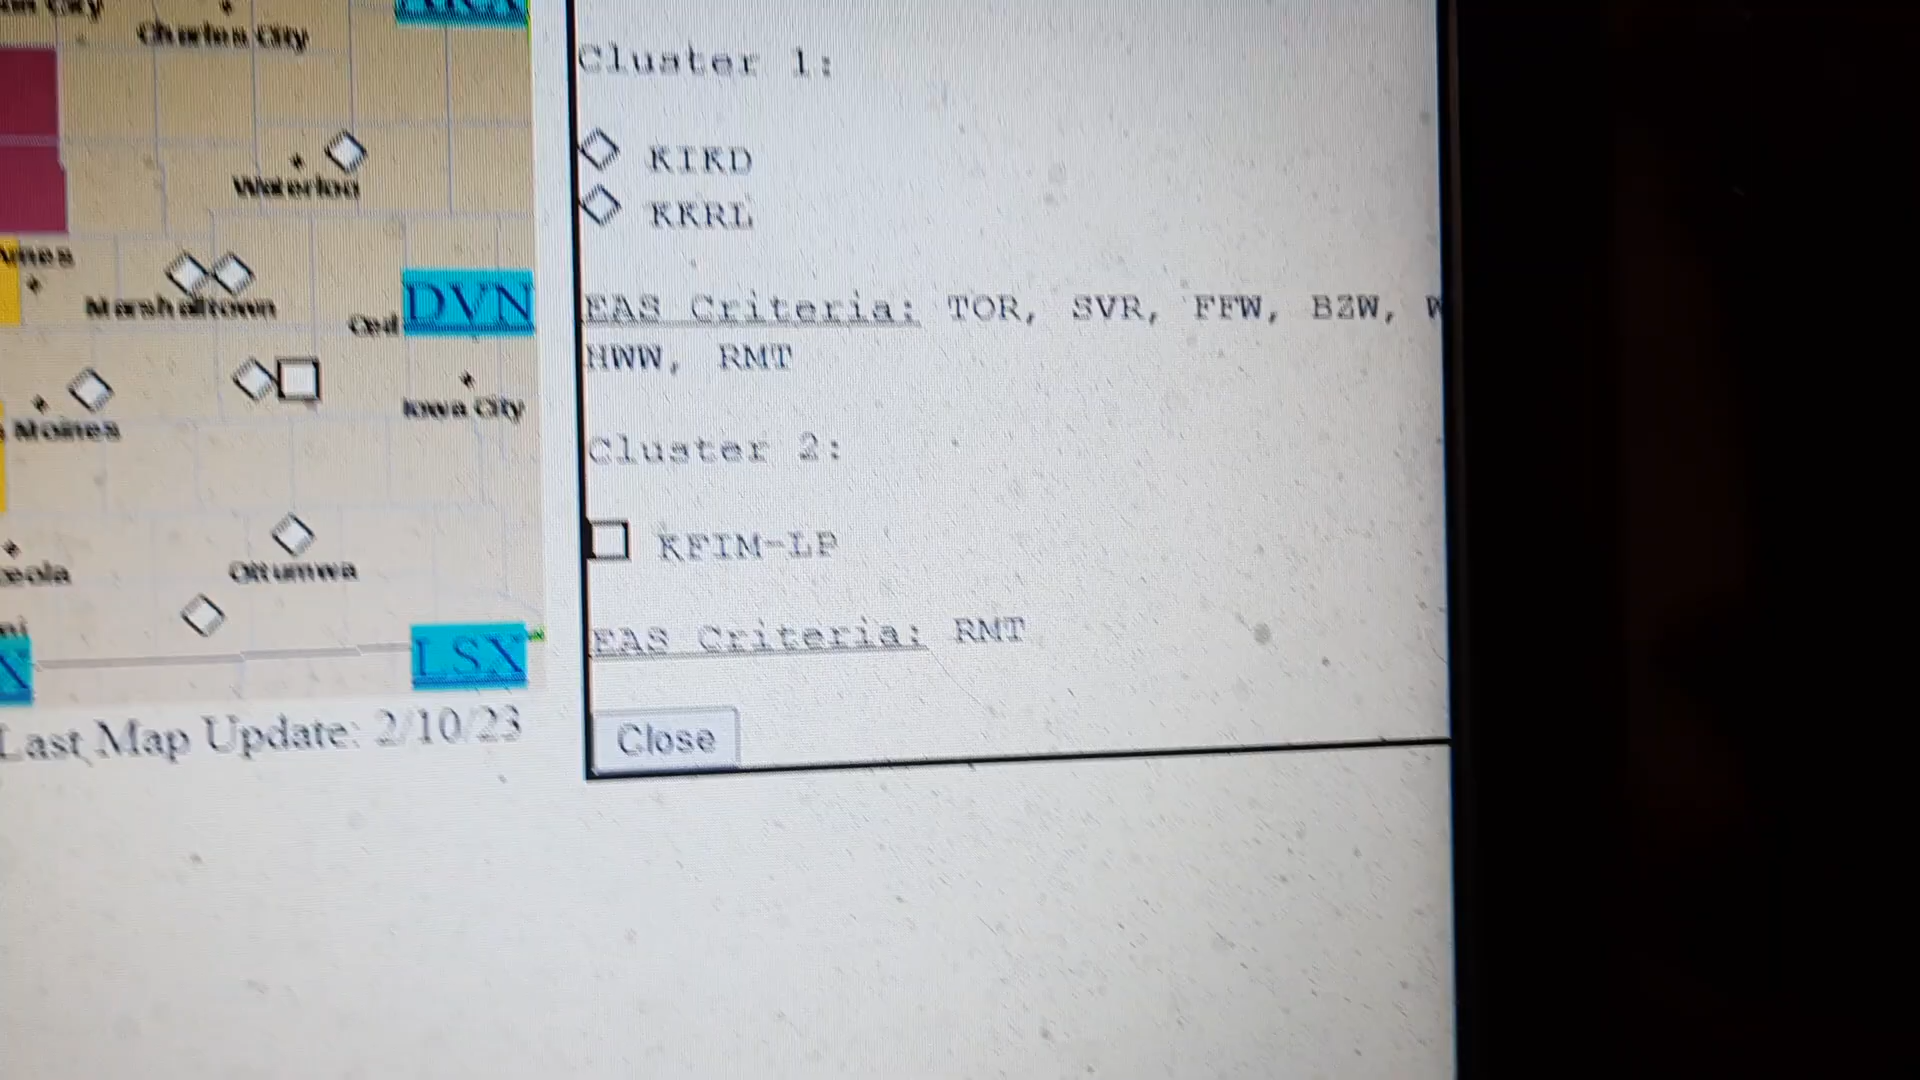 Charles City
Waterloo
Marshalltown
DVN
Iowa City
Moines
Ottumwa
LSX
X
Last Map Update: 2/10/23
Cluster 1:
KIKD
KKRL
EAS Criteria: TOR, SVR, FFW, BZW, W
HWW, RMT
Cluster 2:
KFIM-LP
EAS Criteria: RMT
Close